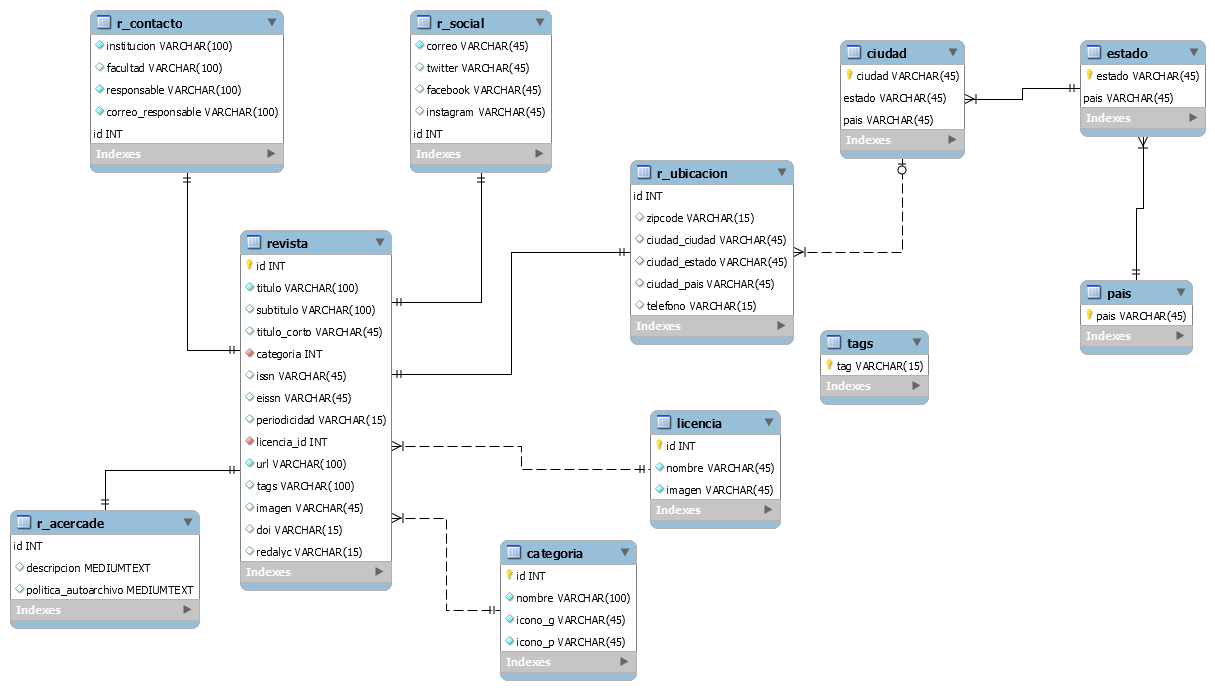 r_contacto
institucion VARCHAR(100)
facultad VARCHAR(100)
responsable VARCHAR(100)
correo_responsable VARCHAR(100)
id INT
Indexes
r_social
correo VARCHAR(45)
twitter VARCHAR(45)
facebook VARCHAR(45)
instagram VARCHAR(45)
id INT
Indexes
ciudad
ciudad VARCHAR(45)
estado VARCHAR(45)
pais VARCHAR(45)
Indexes
estado
estado VARCHAR(45)
pais VARCHAR(45)
Indexes
r_ubicacion
id INT
zipcode VARCHAR(15)
ciudad_ciudad VARCHAR(45)
ciudad_estado VARCHAR(45)
ciudad_pais VARCHAR(45)
telefono VARCHAR(15)
Indexes
revista
id INT
titulo VARCHAR(100)
subtitulo VARCHAR(100)
titulo_corto VARCHAR(45)
categoria INT
issn VARCHAR(45)
eissn VARCHAR(45)
periodicidad VARCHAR(15)
licencia_id INT
url VARCHAR(100)
tags VARCHAR(100)
imagen VARCHAR(45)
doi VARCHAR(15)
redalyc VARCHAR(15)
Indexes
pais
pais VARCHAR(45)
Indexes
tags
tag VARCHAR(15)
Indexes
licencia
id INT
nombre VARCHAR(45)
imagen VARCHAR(45)
Indexes
r_acercade
id INT
descripcion MEDIUMTEXT
politica_autoarchivo MEDIUMTEXT
Indexes
categoria
id INT
nombre VARCHAR(100)
icono_g VARCHAR(45)
icono_p VARCHAR(45)
Indexes